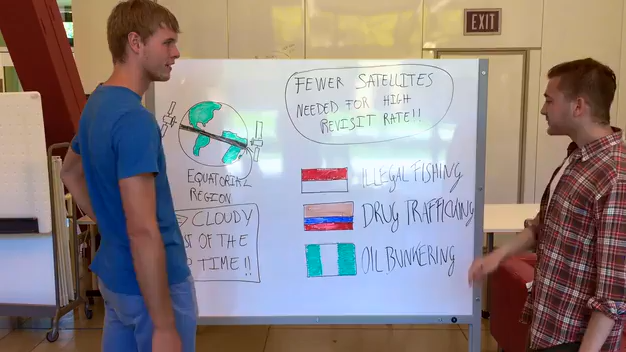 EXIT
FEWER SATELLITES
NEEDED FOR HIGH
REVISIT RATE!!
EQUATORIAL
REGION
CLOUDY
OF THE
TIME!!
ILLEGAL FISHING
DRUG TRAFFICKING
OIL BUNKERING